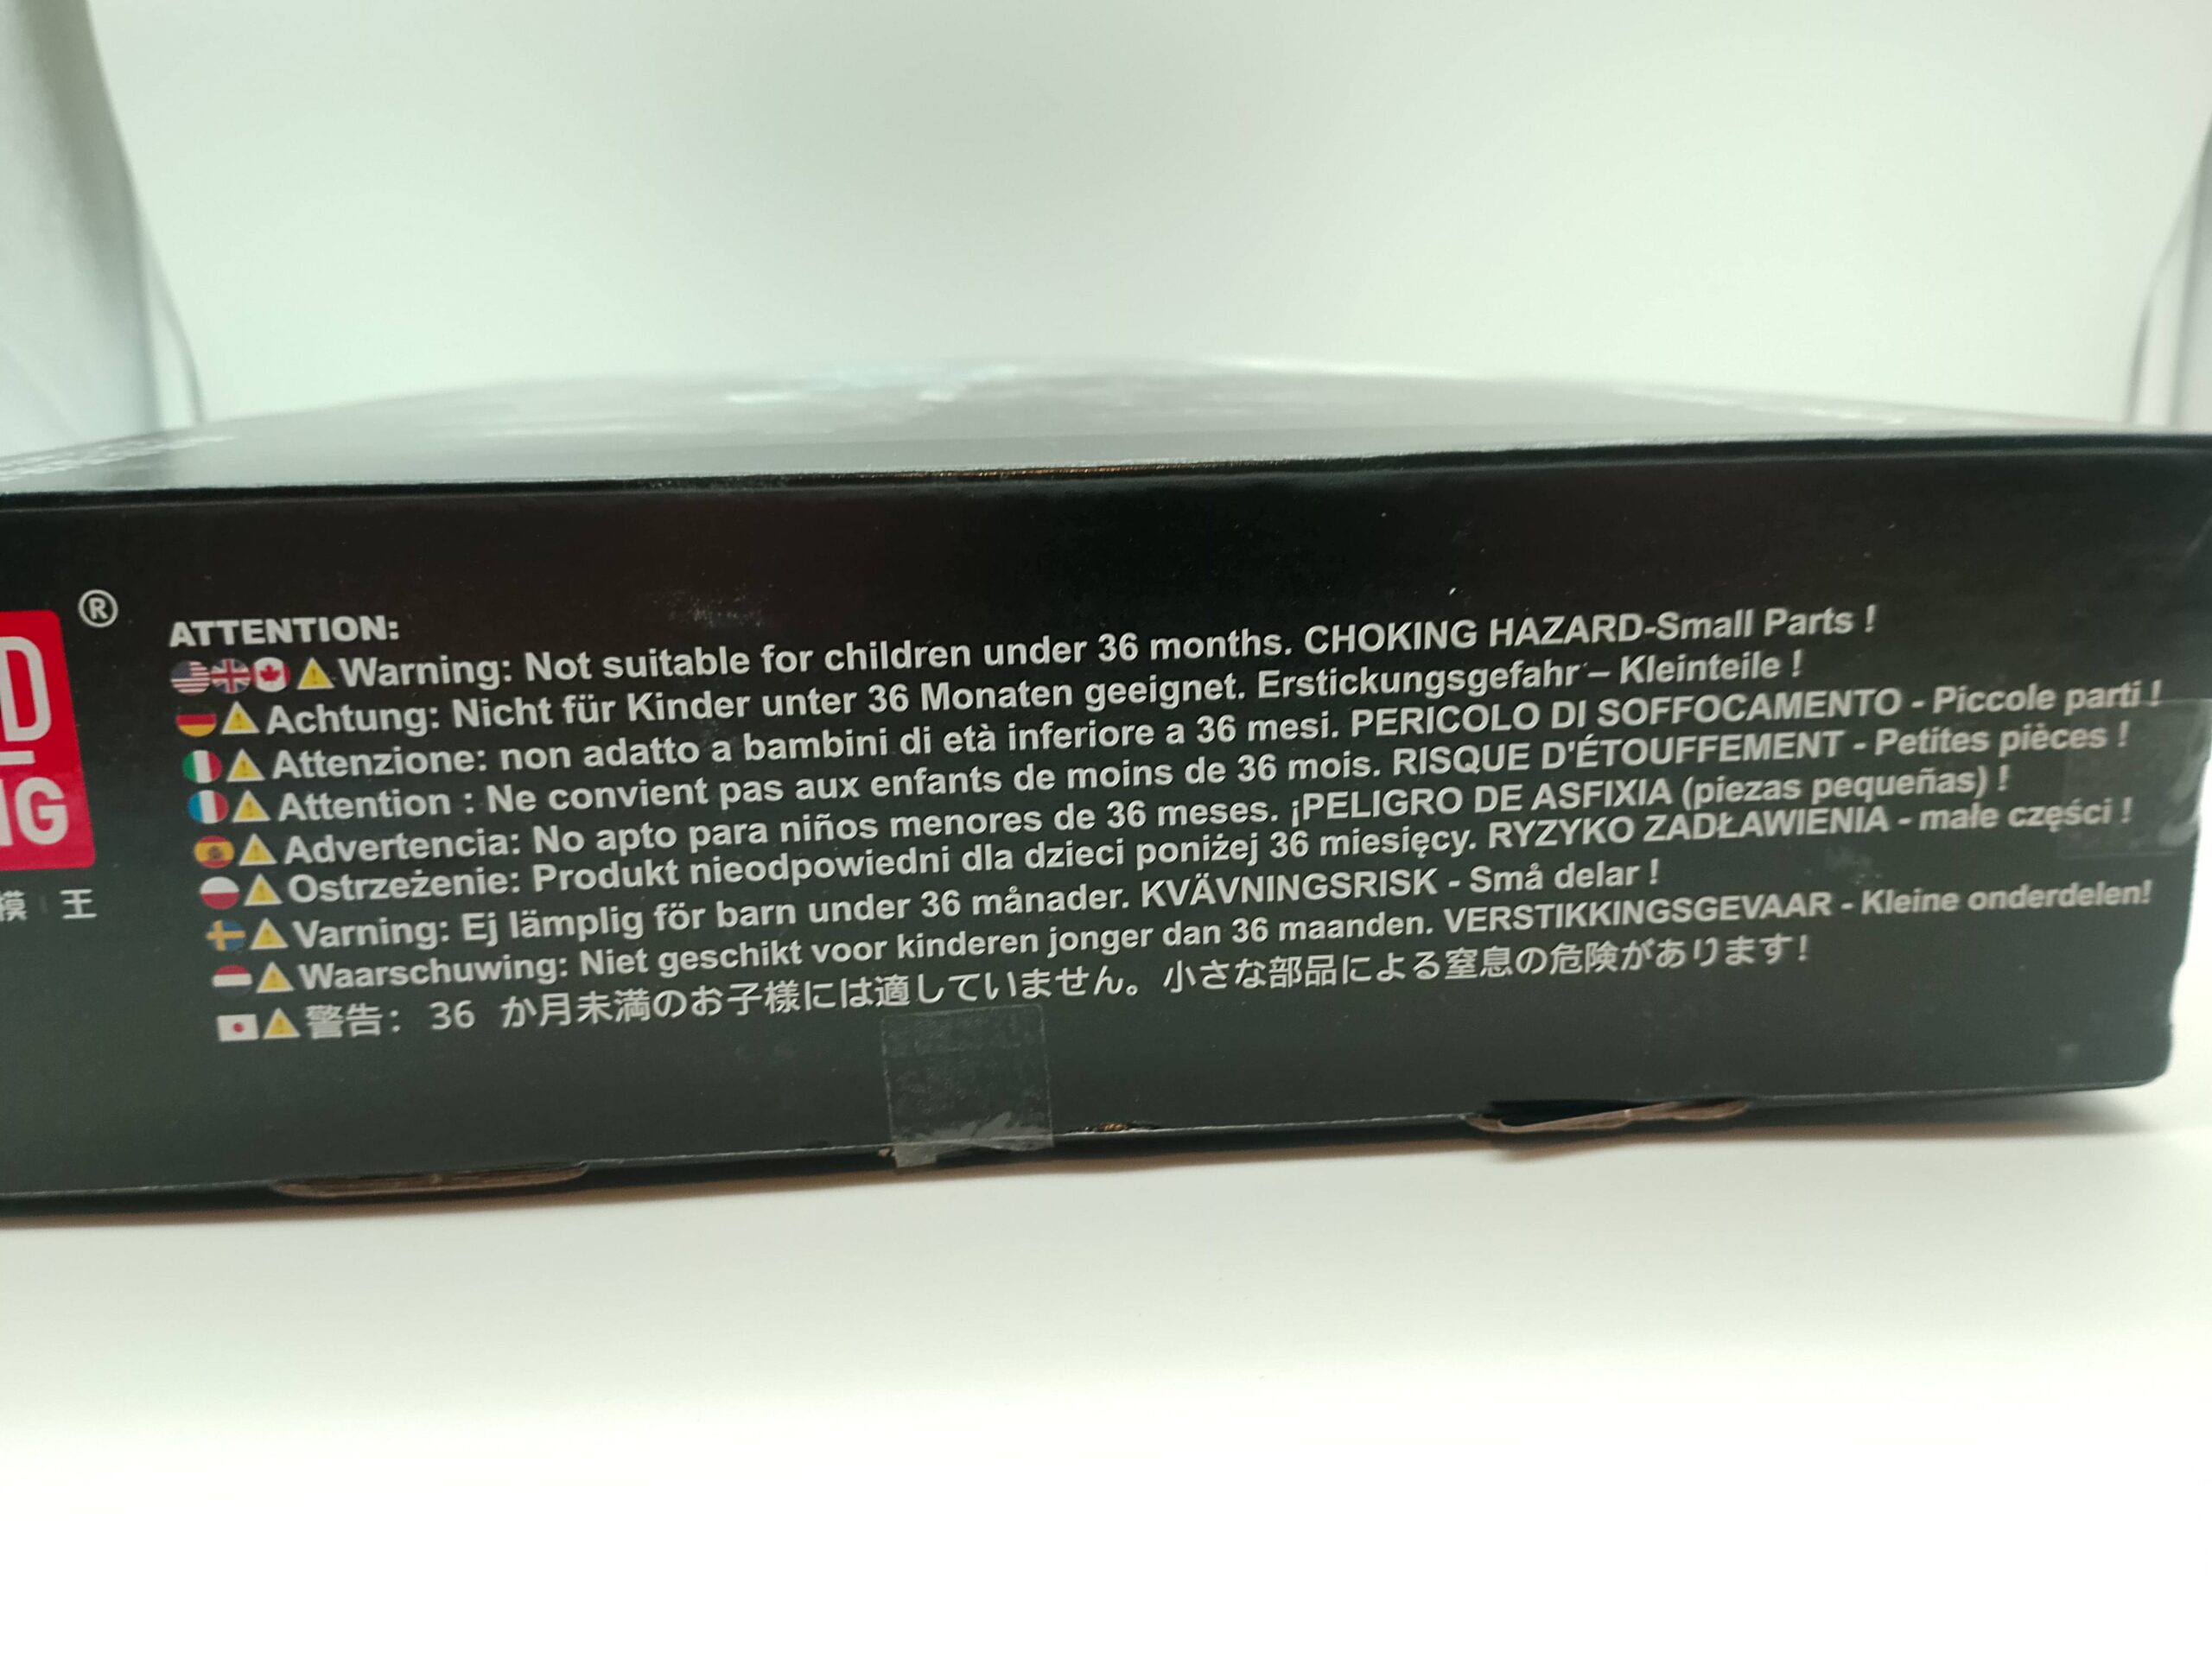 ®
D
NG
模 王
ATTENTION:
Warning: Not suitable for children under 36 months. CHOKING HAZARD-Small Parts !
Achtung: Nicht für Kinder unter 36 Monaten geeignet. Erstickungsgefahr – Kleinteile !
Attenzione: non adatto a bambini di età inferiore a 36 mesi. PERICOLO DI SOFFOCAMENTO - Piccole parti !
Attention : Ne convient pas aux enfants de moins de 36 mois. RISQUE D'ÉTOUFFEMENT - Petites pièces !
Advertencia: No apto para niños menores de 36 meses. ¡PELIGRO DE ASFIXIA (piezas pequeñas) !
Ostrzeżenie: Produkt nieodpowiedni dla dzieci poniżej 36 miesięcy. RYZYKO ZADŁAWIENIA - małe części !
Varning: Ej lämplig för barn under 36 månader. KVÄVNINGSRISK - Små delar !
Waarschuwing: Niet geschikt voor kinderen jonger dan 36 maanden. VERSTIKKINGSGEVAAR - Kleine onderdelen!
警告: 36 か月未満のお子様には適していません。小さな部品による窒息の危険があります!